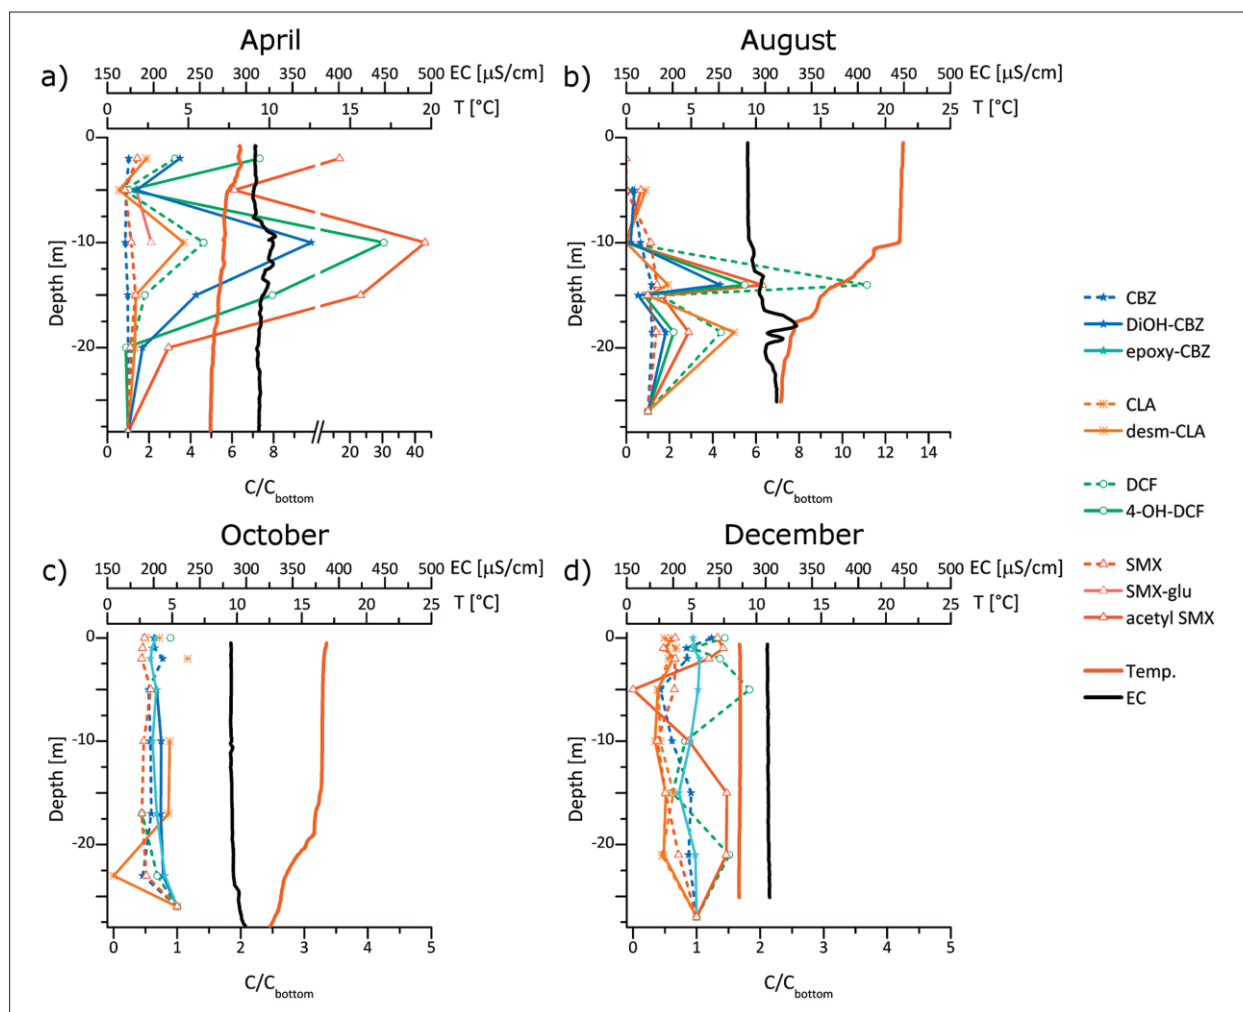 April
August
a)
150 200 250 300 350 400 450 500 EC [µS/cm]
0 5 10 15 20 T [°C]
b)
150 200 250 300 350 400 450 500 EC [µS/cm]
0 5 10 15 20 25 T [°C]
0
-10
-20
Depth [m]
0 2 4 6 8 20 30 40
C/Cbottom
0
-10
-20
Depth [m]
0 2 4 6 8 10 12 14
C/Cbottom
CBZ
DiOH-CBZ
epoxy-CBZ
CLA
desm-CLA
DCF
4-OH-DCF
SMX
SMX-glu
acetyl SMX
Temp.
EC
October
December
c)
150 200 250 300 350 400 450 500 EC [µS/cm]
0 5 10 15 20 25 T [°C]
d)
150 200 250 300 350 400 450 500 EC [µS/cm]
0 5 10 15 20 25 T [°C]
0
-10
-20
Depth [m]
0 1 2 3 4 5
C/Cbottom
0
-10
-20
Depth [m]
0 1 2 3 4 5
C/Cbottom